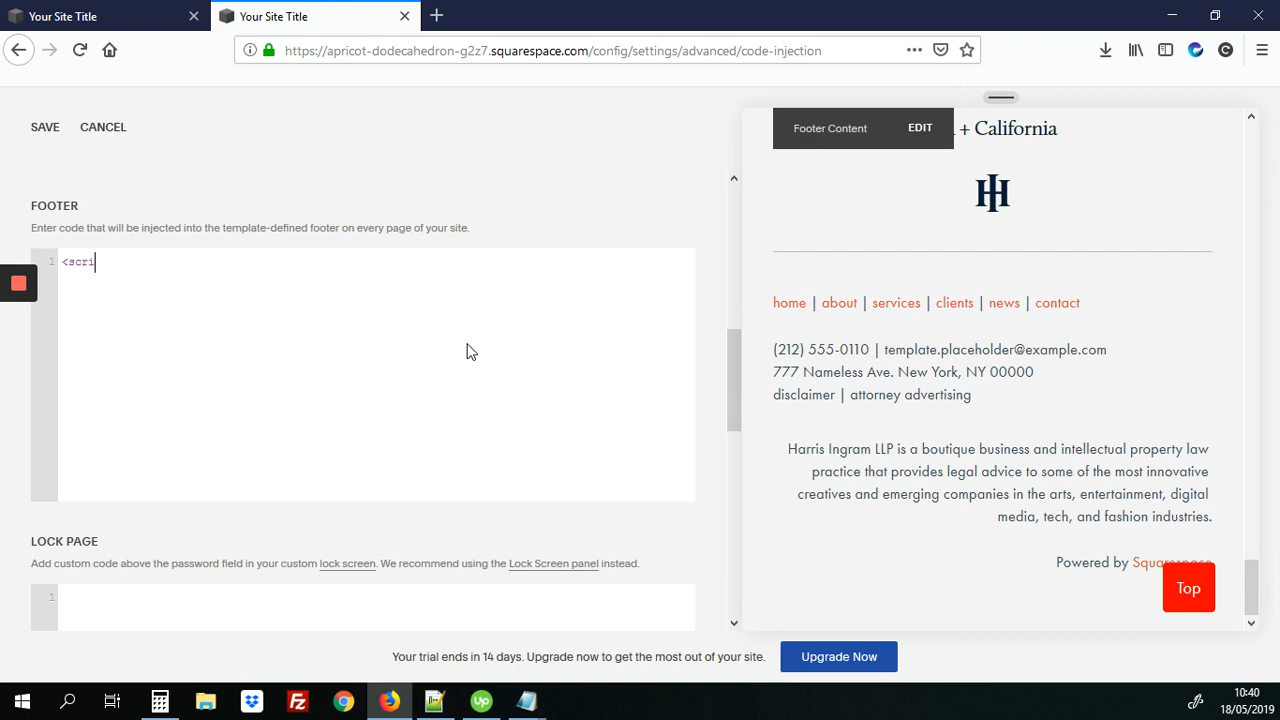 Your Site Title
Your Site Title
https://apricot-dodecahedron-g2z7.squarespace.com/config/settings/advanced/code-injection
SAVE CANCEL
FOOTER
Enter code that will be injected into the template-defined footer on every page of your site.
1 <scri
LOCK PAGE
Add custom code above the password field in your custom lock screen. We recommend using the Lock Screen panel instead.
1
Footer Content EDIT
+ California
home | about | services | clients | news | contact
(212) 555-0110 | template.placeholder@example.com
777 Nameless Ave. New York, NY 00000
disclaimer | attorney advertising
Harris Ingram LLP is a boutique business and intellectual property law
practice that provides legal advice to some of the most innovative
creatives and emerging companies in the arts, entertainment, digital
media, tech, and fashion industries.
Powered by Squarespace
Top
Your trial ends in 14 days. Upgrade now to get the most out of your site. Upgrade Now
10:40
18/05/2019